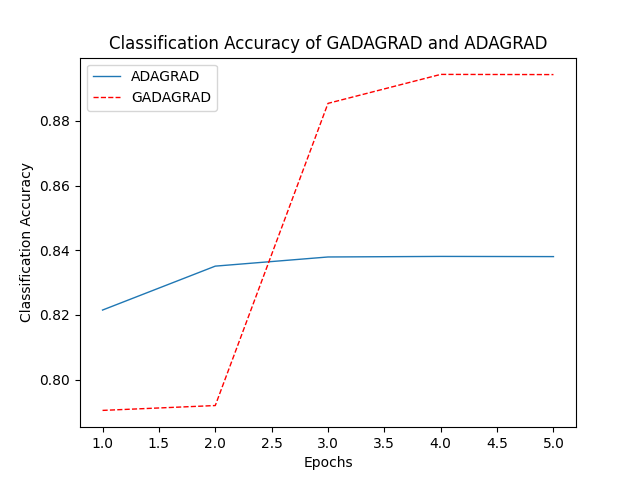 Classification Accuracy of GADAGRAD and ADAGRAD
ADAGRAD
GADAGRAD
Classification Accuracy
0.88
0.86
0.84
0.82
0.80
1.0 1.5 2.0 2.5 3.0 3.5 4.0 4.5 5.0
Epochs